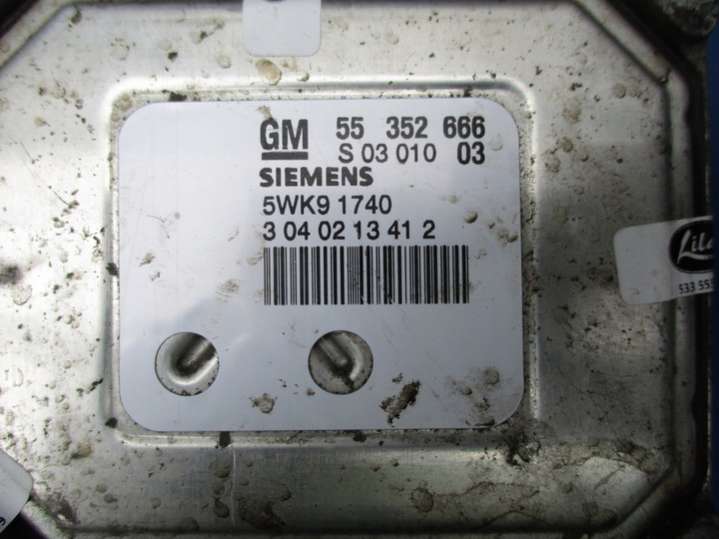 GM 55 352 666
S 03 010 03
SIEMENS
5WK9 1740
3 04 02 13 41 2